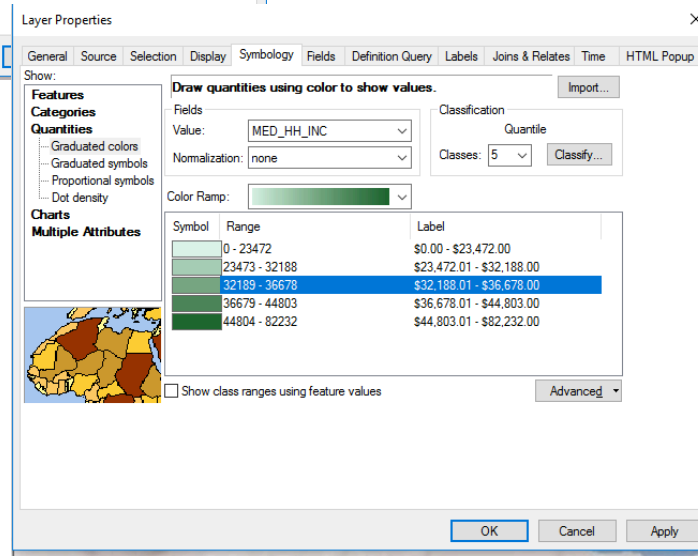 Layer Properties
General Source Selection Display Symbology Fields Definition Query Labels Joins & Relates Time HTML Popup
Show:
Features
Categories
Quantities
Graduated colors
Graduated symbols
Proportional symbols
Dot density
Charts
Multiple Attributes
Draw quantities using color to show values.
Import...
Fields
Value: MED_HH_INC
Normalization: none
Classification
Quantile
Classes: 5 Classify...
Color Ramp:
Symbol Range Label
0 - 23472 $0.00 - $23,472.00
23473 - 32188 $23,472.01 - $32,188.00
32189 - 36678 $32,188.01 - $36,678.00
36679 - 44803 $36,678.01 - $44,803.00
44804 - 82232 $44,803.01 - $82,232.00
Show class ranges using feature values
Advanced
OK Cancel Apply